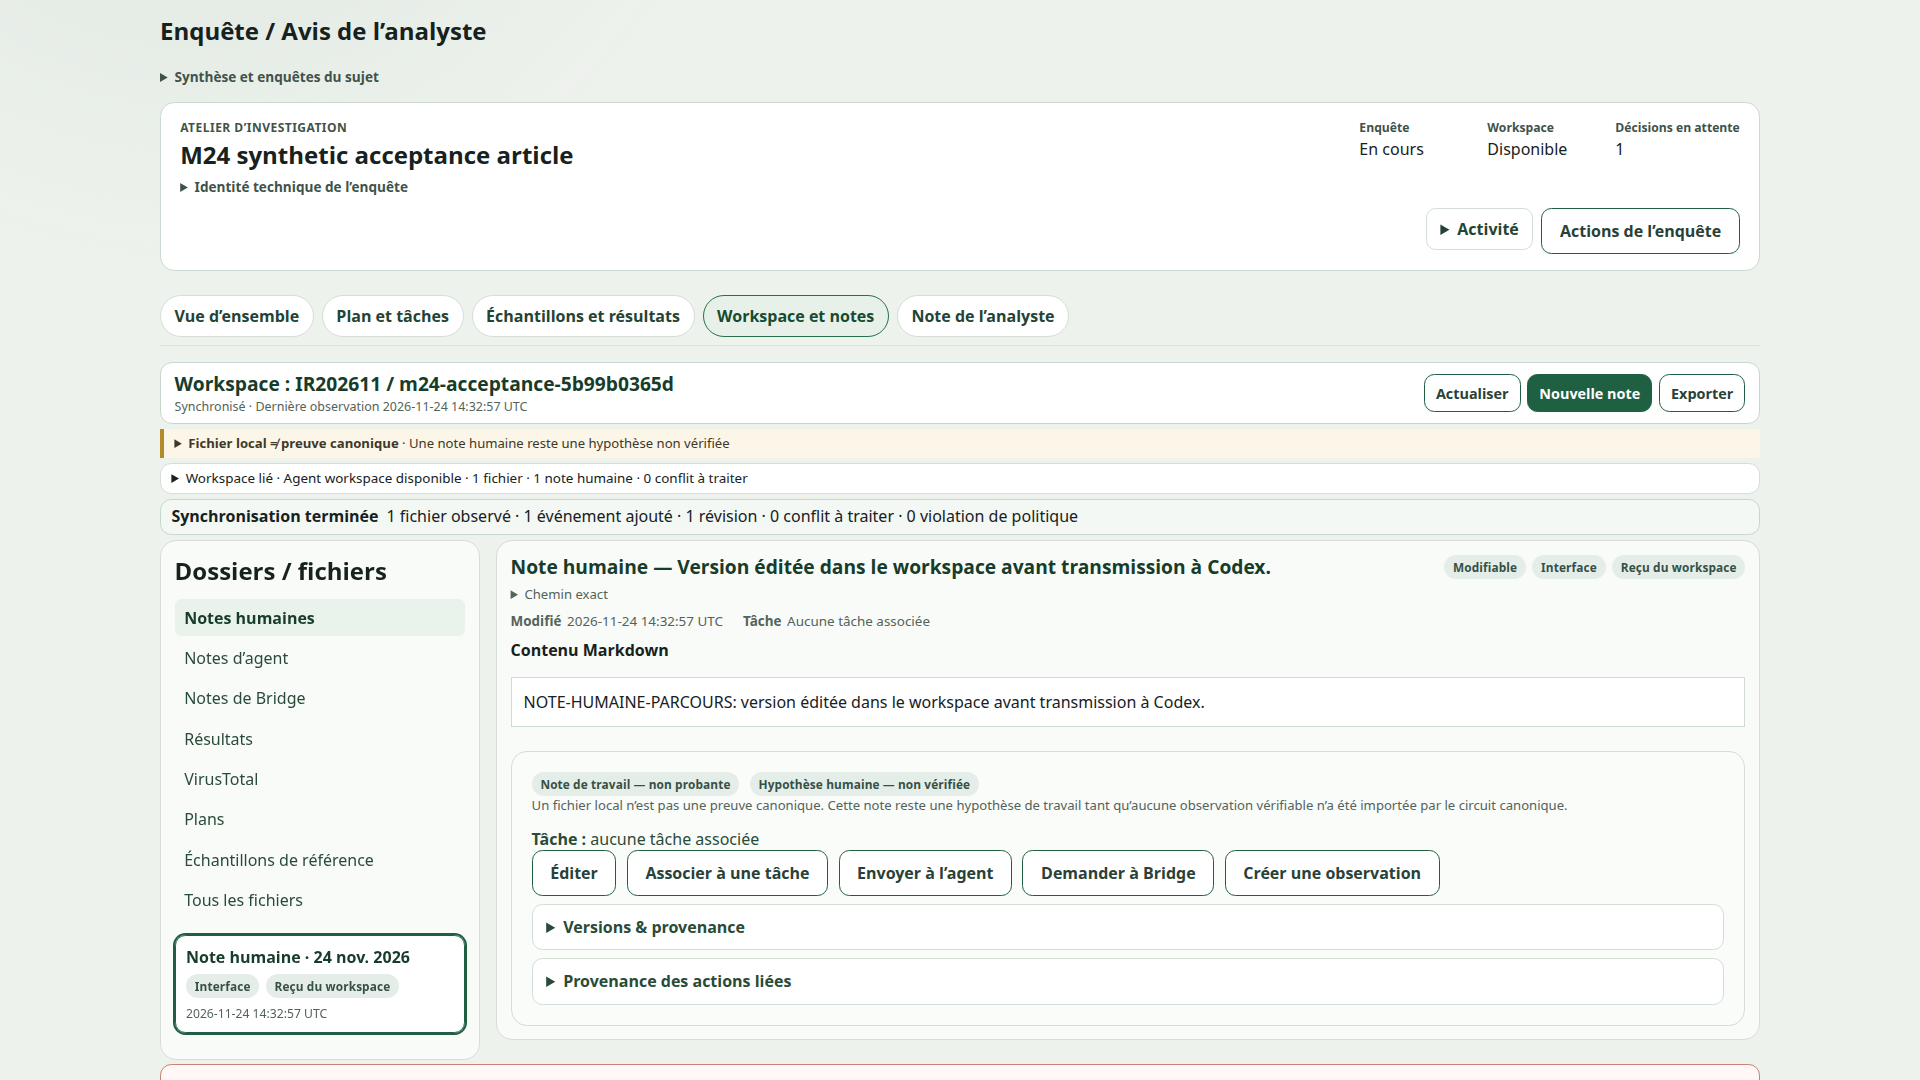 Enquête / Avis de l’analyste
▶ Synthèse et enquêtes du sujet
ATELIER D’INVESTIGATION
M24 synthetic acceptance article
▶ Identité technique de l’enquête
Enquête
En cours
Workspace
Disponible
Décisions en attente
1
▶ Activité
Actions de l’enquête
Vue d’ensemble
Plan et tâches
Échantillons et résultats
Workspace et notes
Note de l’analyste
Workspace : IR202611 / m24-acceptance-5b99b0365d
Synchronisé · Dernière observation 2026-11-24 14:32:57 UTC
Actualiser
Nouvelle note
Exporter
▶ Fichier local ≠ preuve canonique · Une note humaine reste une hypothèse non vérifiée
▶ Workspace lié · Agent workspace disponible · 1 fichier · 1 note humaine · 0 conflit à traiter
Synchronisation terminée 1 fichier observé · 1 événement ajouté · 1 révision · 0 conflit à traiter · 0 violation de politique
Dossiers / fichiers
Notes humaines
Notes d’agent
Notes de Bridge
Résultats
VirusTotal
Plans
Échantillons de référence
Tous les fichiers
Note humaine · 24 nov. 2026
Interface
Reçu du workspace
2026-11-24 14:32:57 UTC
Note humaine — Version éditée dans le workspace avant transmission à Codex.
Modifiable
Interface
Reçu du workspace
▶ Chemin exact
Modifié 2026-11-24 14:32:57 UTC Tâche Aucune tâche associée
Contenu Markdown
NOTE-HUMAINE-PARCOURS: version éditée dans le workspace avant transmission à Codex.
Note de travail — non probante
Hypothèse humaine — non vérifiée
Un fichier local n’est pas une preuve canonique. Cette note reste une hypothèse de travail tant qu’aucune observation vérifiable n’a été importée par le circuit canonique.
Tâche : aucune tâche associée
Éditer
Associer à une tâche
Envoyer à l’agent
Demander à Bridge
Créer une observation
▶ Versions & provenance
▶ Provenance des actions liées